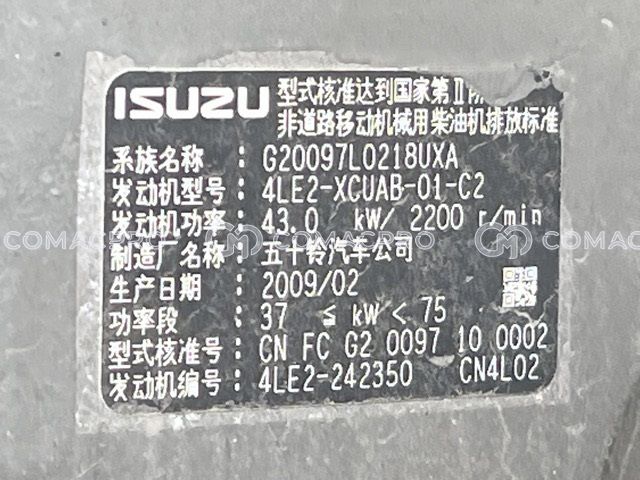 ISUZU 型式核准达到国家第II阶
非道路移动机械用柴油机排放标准
系族名称 : G20097L0218UXA
发动机型号: 4LE2-XCUAB-01-C2
发动机功率: 43.0 kW/ 2200 r/min
COMACPRO COMACPRO COMACPRO
制造厂名称: 五十铃汽车公司
生产日期 : 2009/02
功率段 : 37 ≤ kW < 75
型式核准号: CN FC G2 0097 10 0002
发动机编号: 4LE2-242350 CN4L02